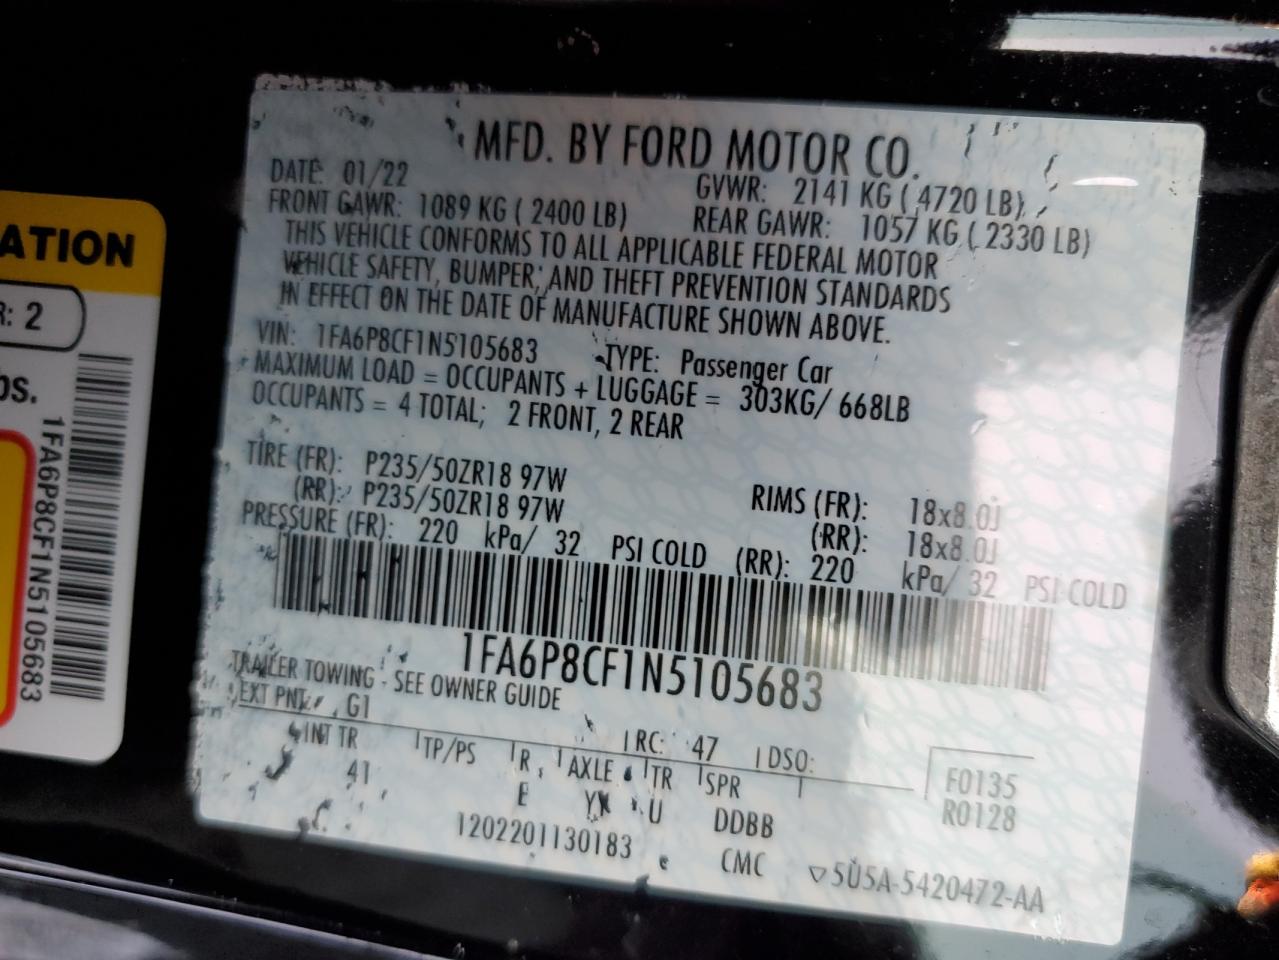 MFD. BY FORD MOTOR CO.
DATE: 01/22 GVWR: 2141 KG ( 4720 LB)
FRONT GAWR: 1089 KG ( 2400 LB) REAR GAWR: 1057 KG ( 2330 LB)
THIS VEHICLE CONFORMS TO ALL APPLICABLE FEDERAL MOTOR
VEHICLE SAFETY, BUMPER, AND THEFT PREVENTION STANDARDS
IN EFFECT ON THE DATE OF MANUFACTURE SHOWN ABOVE.
VIN: 1FA6P8CF1N5105683 TYPE: Passenger Car
MAXIMUM LOAD = OCCUPANTS + LUGGAGE = 303KG/ 668LB
OCCUPANTS = 4 TOTAL; 2 FRONT, 2 REAR
TIRE (FR): P235/50ZR18 97W RIMS (FR): 18x8.0J
(RR): P235/50ZR18 97W (RR): 18x8.0J
PRESSURE (FR): 220 kPa/ 32 PSI COLD (RR): 220 kPa/ 32 PSI COLD
1FA6P8CF1N5105683
TRAILER TOWING - SEE OWNER GUIDE
EXT PNT: G1 RC: 47 DSO:
INT TR TP/PS R AXLE TR SPR F0135
41 E U DDBB R0128
1202201130183 CMC ▽5U5A-5420472-AA
ATION
R: 2
bs.
1FA6P8CF1N5105683